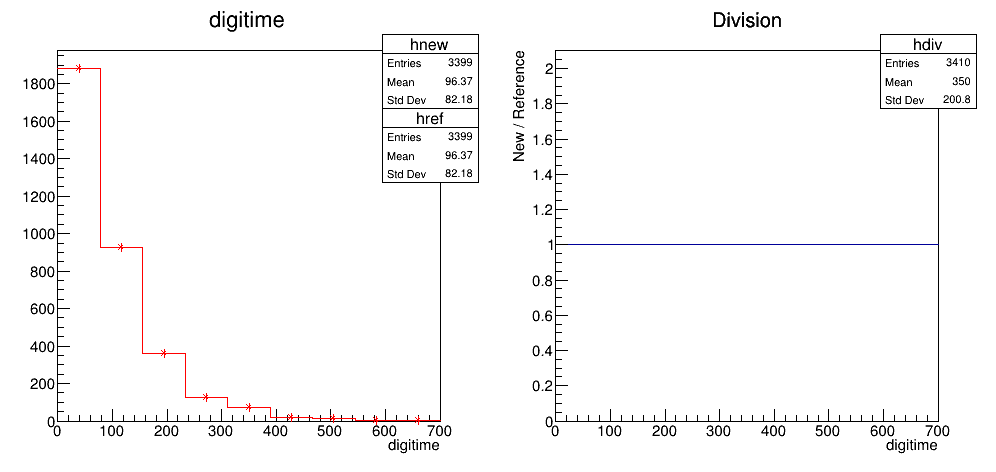 digitime
hnew
Entries 3399
Mean 96.37
Std Dev 82.18
href
Entries 3399
Mean 96.37
Std Dev 82.18
1800
1600
1400
1200
1000
800
600
400
200
0
0 100 200 300 400 500 600 700
digitime
Division
hdiv
Entries 3410
Mean 350
Std Dev 200.8
New / Reference
2
1.8
1.6
1.4
1.2
1
0.8
0.6
0.4
0.2
0
0 100 200 300 400 500 600 700
digitime